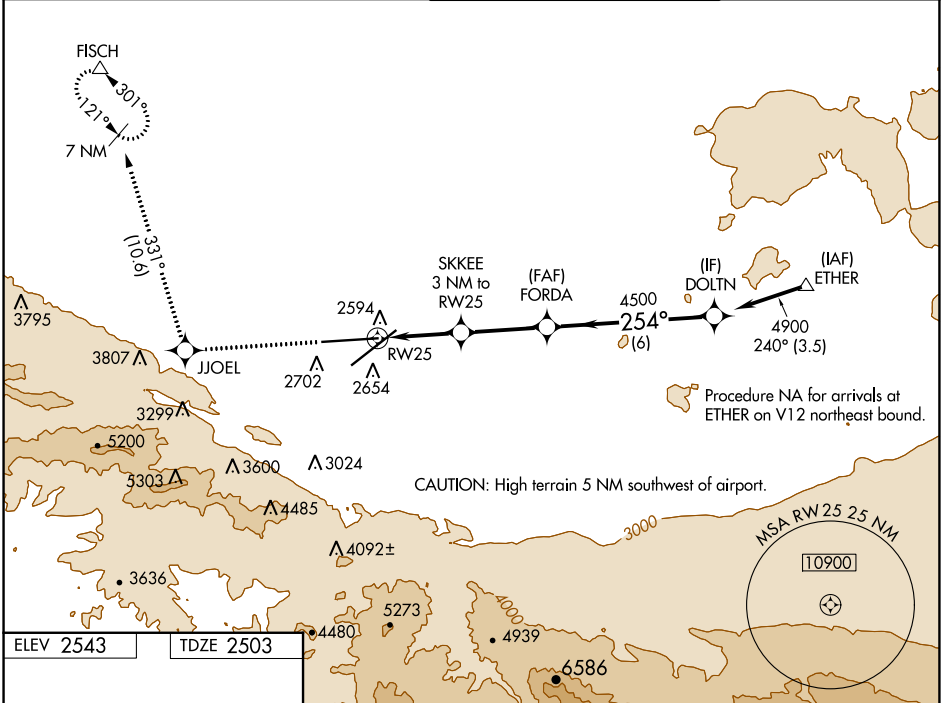 FISCH
301°
121°
7 NM
331°
(10.6)
JJOEL
3795
3807
3299
5200
5303
3600
3024
4485
4092±
3636
2594
2702
2654
RW25
SKKEE
3 NM to
RW25
(FAF)
FORDA
4500
254°
(6)
(IF)
DOLTN
(IAF)
ETHER
4900
240° (3.5)
Procedure NA for arrivals at
ETHER on V12 northeast bound.
CAUTION: High terrain 5 NM southwest of airport.
3000
4000
MSA RW25 25 NM
10900
5273
4480
4939
6586
ELEV 2543
TDZE 2503